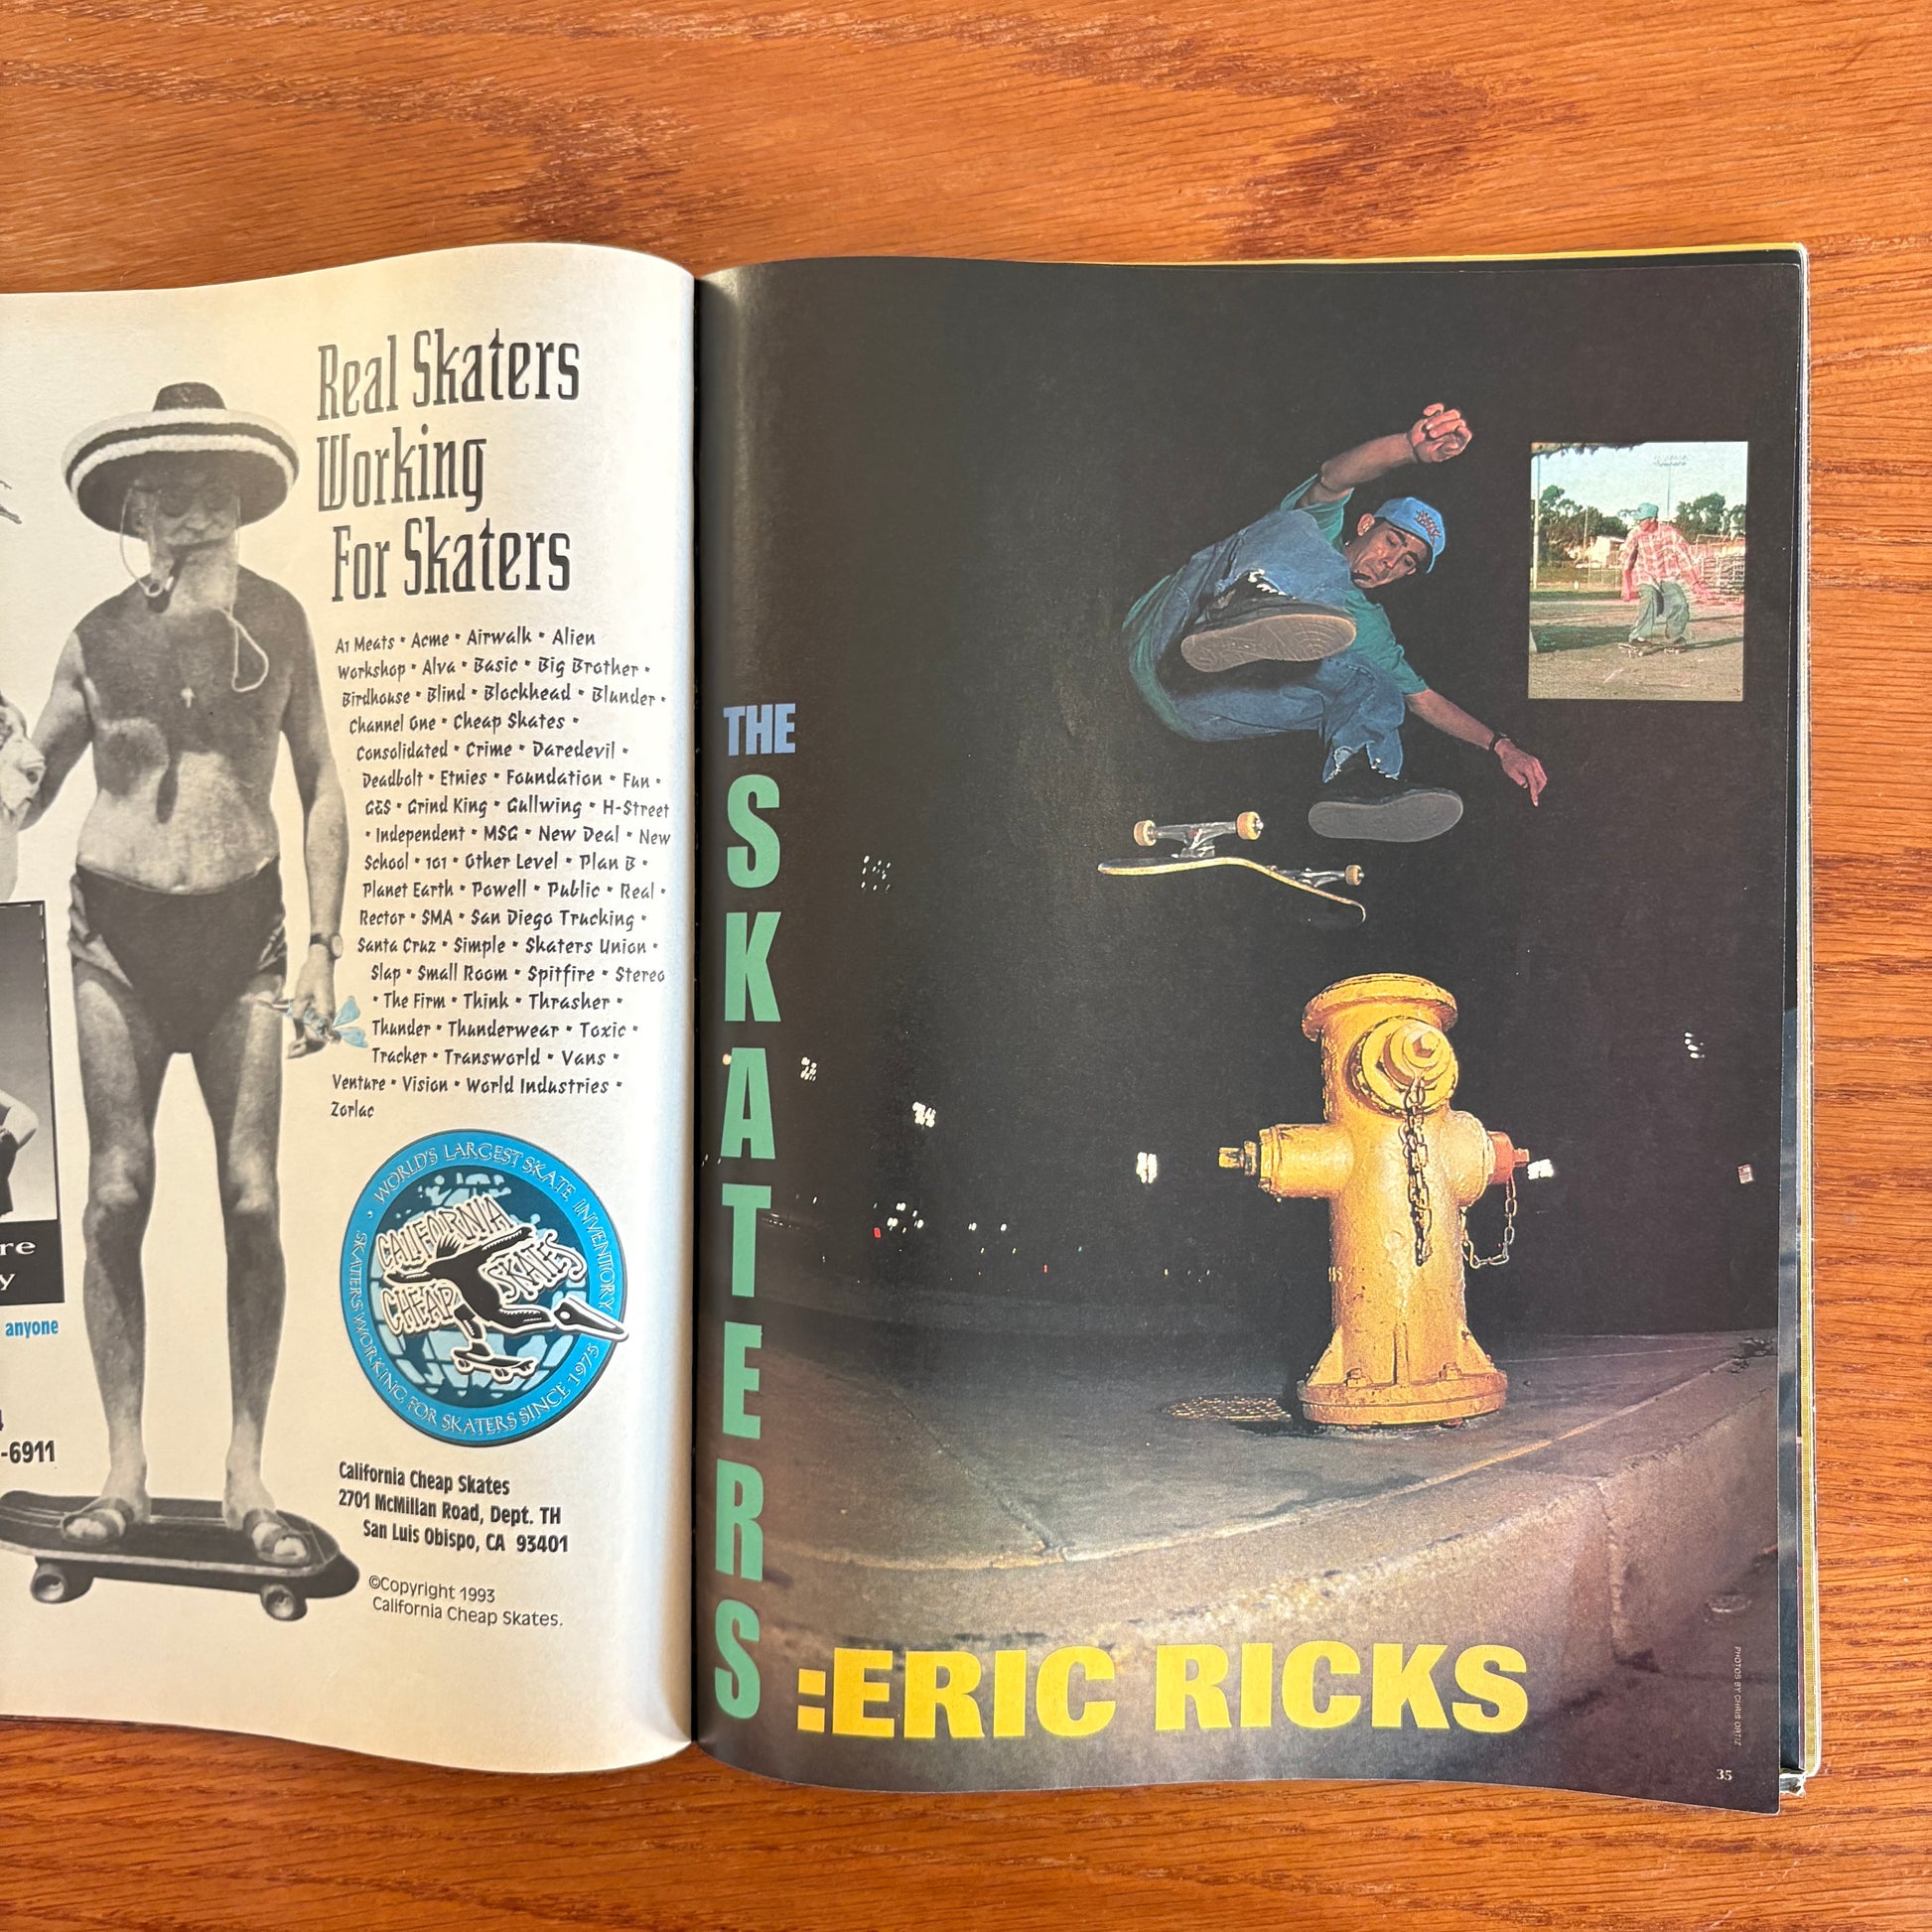 Real Skaters
Working
For Skaters
A1 Meats • Acme • Airwalk • Alien
Workshop • Alva • Basic • Big Brother •
Birdhouse • Blind • Blockhead • Blunder •
Channel One • Cheap Skates •
Consolidated • Crime • Daredevil •
Deadbolt • Etnies • Foundation • Fun •
G&S • Grind King • Gullwing • H-Street
• Independent • MSG • New Deal • New
School • 101 • Other Level • Plan B •
Planet Earth • Powell • Public • Real •
Rector • SMA • San Diego Trucking •
Santa Cruz • Simple • Skaters Union •
Slap • Small Room • Spitfire • Stereo
• The Firm • Think • Thrasher •
Thunder • Thunderwear • Toxic •
Tracker • Transworld • Vans •
Venture • Vision • World Industries •
Zorlac
re
y
anyone
-6911
WORLD'S LARGEST SKATE INVENTORY
CALIFORNIA
CHEAP
SKATES
SKATERS WORKING FOR SKATERS SINCE 1975
California Cheap Skates
2701 McMillan Road, Dept. TH
San Luis Obispo, CA 93401
©Copyright 1993
California Cheap Skates.
THE
SKATERS
:ERIC RICKS
PHOTOS BY CHRIS ORTIZ
35